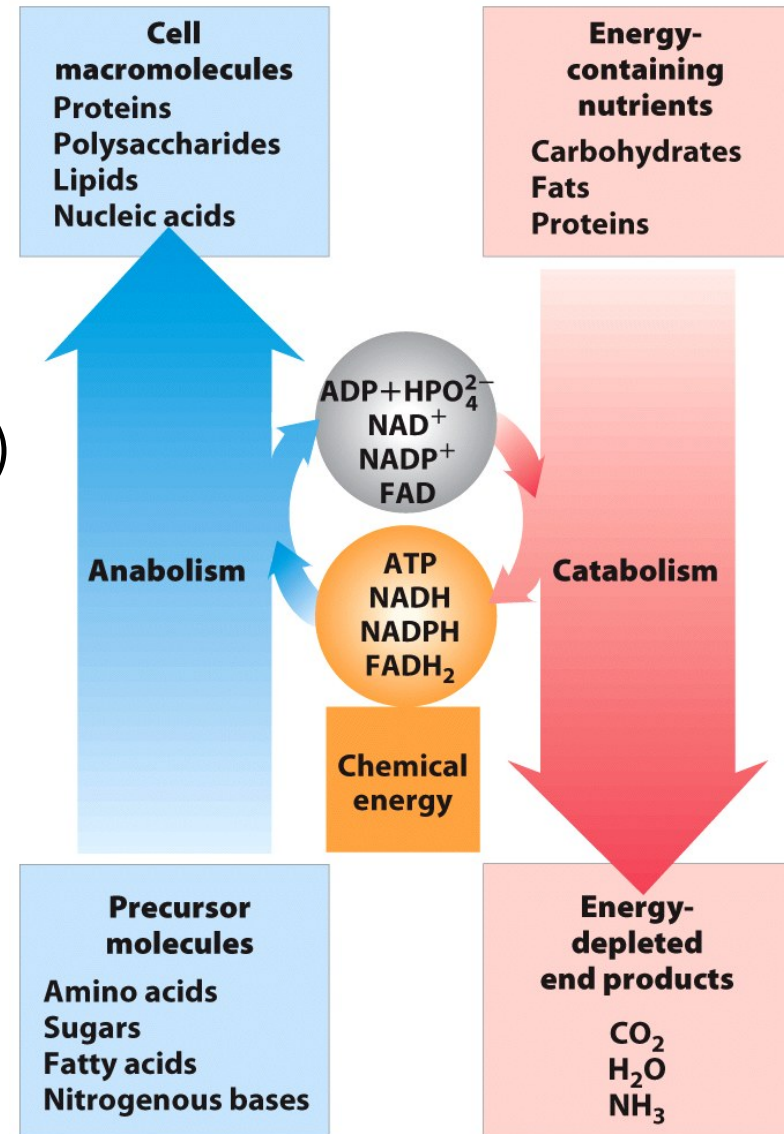 Cell
macromolecules
Proteins
Polysaccharides
Lipids
Nucleic acids
Energy-
containing
nutrients
Carbohydrates
Fats
Proteins
)
ADP+HPO₄²⁻
NAD⁺
NADP⁺
FAD
Anabolism
ATP
NADH
NADPH
FADH₂
Catabolism
Chemical
energy
Precursor
molecules
Amino acids
Sugars
Fatty acids
Nitrogenous bases
Energy-
depleted
end products
CO₂
H₂O
NH₃